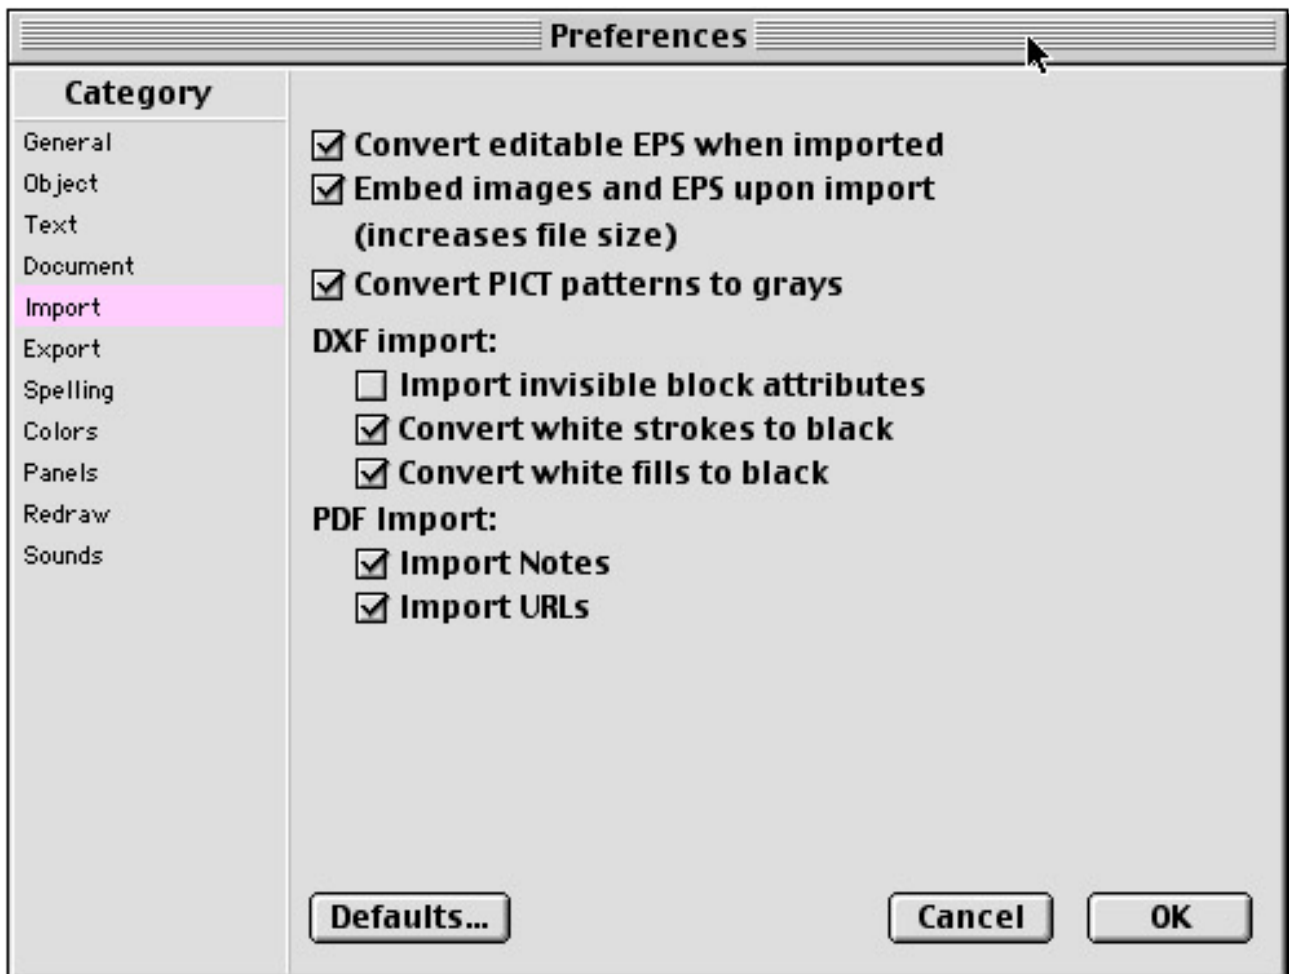 Preferences
Category
General
Object
Text
Document
Import
Export
Spelling
Colors
Panels
Redraw
Sounds
Convert editable EPS when imported
Embed images and EPS upon import
(increases file size)
Convert PICT patterns to grays
DXF import:
Import invisible block attributes
Convert white strokes to black
Convert white fills to black
PDF Import:
Import Notes
Import URLs
Defaults...
Cancel
OK